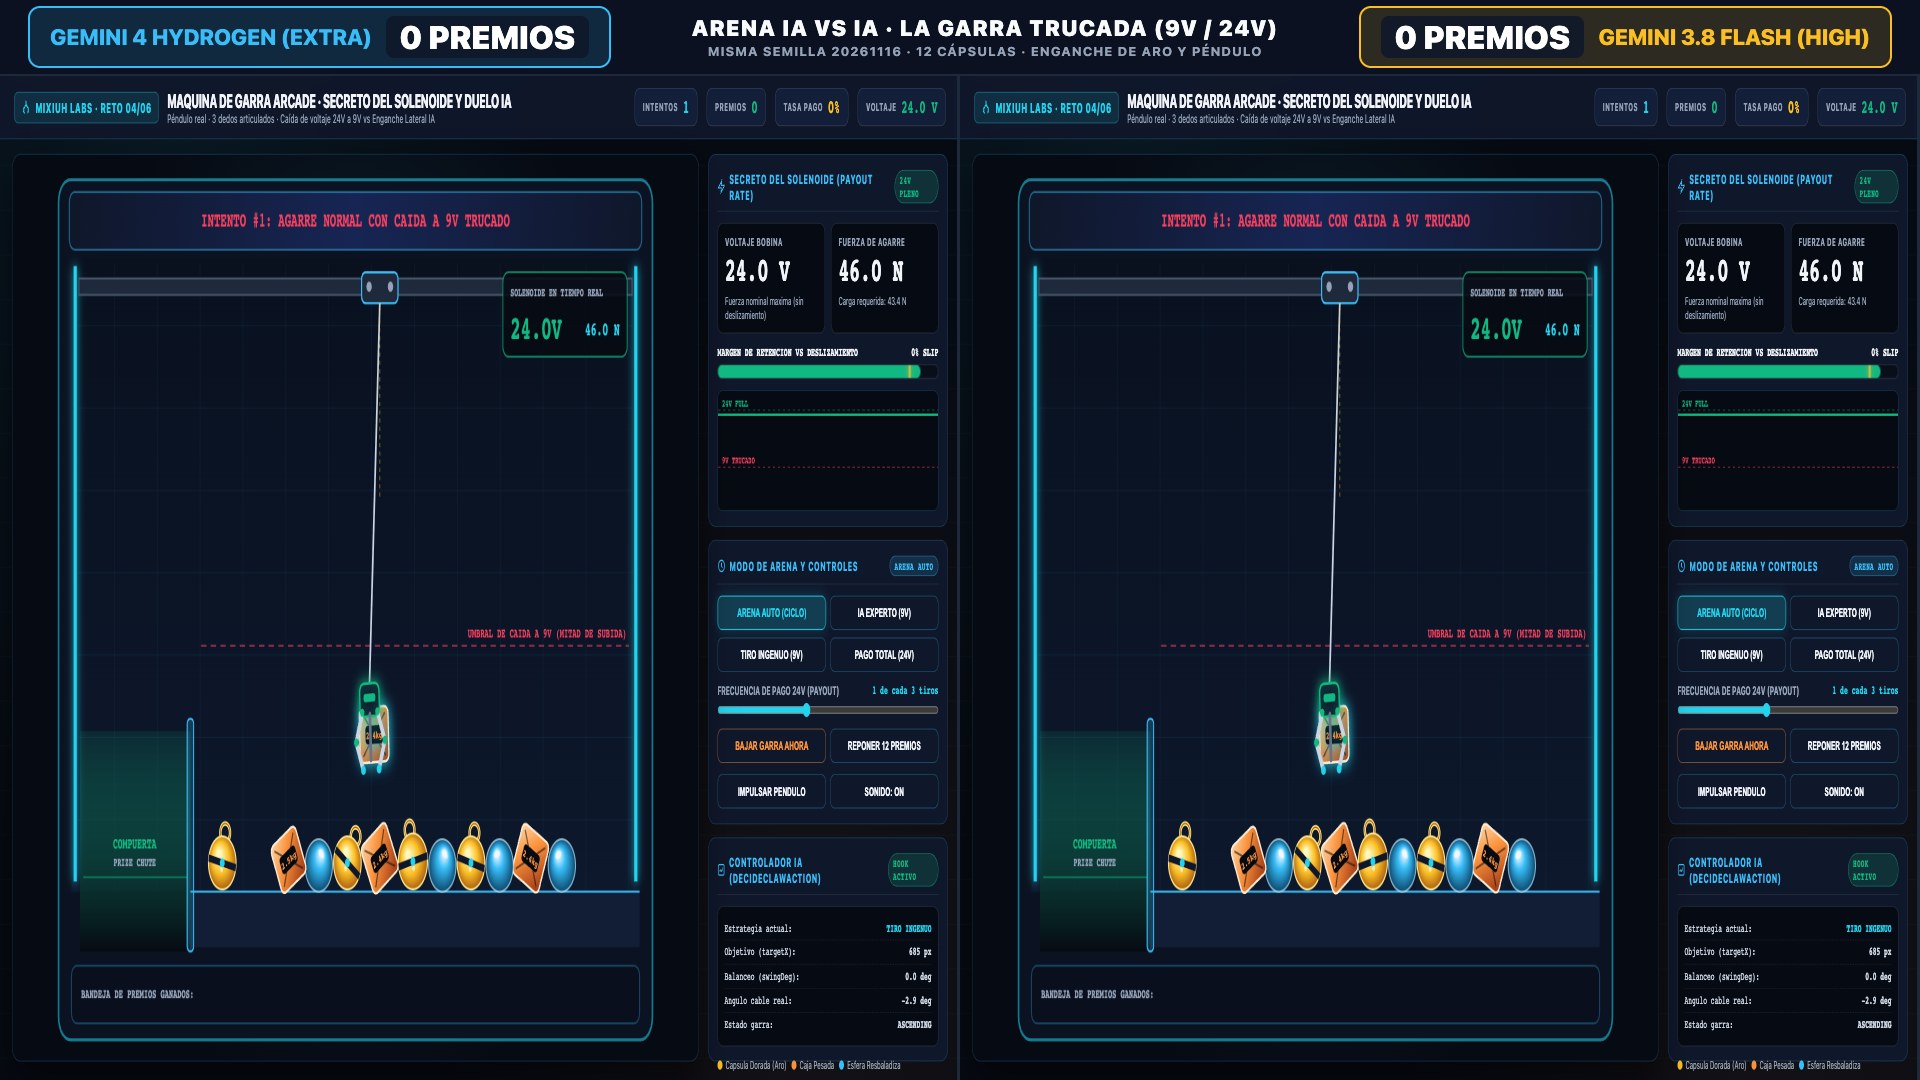 GEMINI 4 HYDROGEN (EXTRA) 0 PREMIOS
ARENA IA VS IA · LA GARRA TRUCADA (9V / 24V)
MISMA SEMILLA 20261116 · 12 CÁPSULAS · ENGANCHE DE ARO Y PÉNDULO
0 PREMIOS GEMINI 3.8 FLASH (HIGH)
MIXIUH LABS · RETO 04/06
MAQUINA DE GARRA ARCADE · SECRETO DEL SOLENOIDE Y DUELO IA
Péndulo real · 3 dedos articulados · Caída de voltaje 24V a 9V vs Enganche Lateral IA
INTENTOS 1
PREMIOS 0
TASA PAGO 0%
VOLTAJE 24.0 V
INTENTO #1: AGARRE NORMAL CON CAIDA A 9V TRUCADO
SOLENOIDE EN TIEMPO REAL
24.0V 46.0 N
UMBRAL DE CAIDA A 9V (MITAD DE SUBIDA)
COMPUERTA
PRIZE CHUTE
2.5kg
2.4kg
2.4kg
BANDEJA DE PREMIOS GANADOS:
SECRETO DEL SOLENOIDE (PAYOUT
RATE)
24V
PLENO
VOLTAJE BOBINA
24.0 V
Fuerza nominal maxima (sin
deslizamiento)
FUERZA DE AGARRE
46.0 N
Carga requerida: 43.4 N
MARGEN DE RETENCION VS DESLIZAMIENTO 0% SLIP
24V FULL
9V TRUCADO
MODO DE ARENA Y CONTROLES
ARENA AUTO
ARENA AUTO (CICLO)
IA EXPERTO (9V)
TIRO INGENUO (9V)
PAGO TOTAL (24V)
FRECUENCIA DE PAGO 24V (PAYOUT) 1 de cada 3 tiros
BAJAR GARRA AHORA
REPONER 12 PREMIOS
IMPULSAR PENDULO
SONIDO: ON
CONTROLADOR IA
(DECIDECLAWACTION)
HOOK
ACTIVO
Estrategia actual: TIRO INGENUO
Objetivo (targetX): 685 px
Balanceo (swingDeg): 0.0 deg
Angulo cable real: -2.9 deg
Estado garra: ASCENDING
Capsula Dorada (Aro) Caja Pesada Esfera Resbaladiza
MIXIUH LABS · RETO 04/06
MAQUINA DE GARRA ARCADE · SECRETO DEL SOLENOIDE Y DUELO IA
Péndulo real · 3 dedos articulados · Caída de voltaje 24V a 9V vs Enganche Lateral IA
INTENTOS 1
PREMIOS 0
TASA PAGO 0%
VOLTAJE 24.0 V
INTENTO #1: AGARRE NORMAL CON CAIDA A 9V TRUCADO
SOLENOIDE EN TIEMPO REAL
24.0V 46.0 N
UMBRAL DE CAIDA A 9V (MITAD DE SUBIDA)
COMPUERTA
PRIZE CHUTE
2.5kg
2.4kg
2.4kg
BANDEJA DE PREMIOS GANADOS:
SECRETO DEL SOLENOIDE (PAYOUT
RATE)
24V
PLENO
VOLTAJE BOBINA
24.0 V
Fuerza nominal maxima (sin
deslizamiento)
FUERZA DE AGARRE
46.0 N
Carga requerida: 43.4 N
MARGEN DE RETENCION VS DESLIZAMIENTO 0% SLIP
24V FULL
9V TRUCADO
MODO DE ARENA Y CONTROLES
ARENA AUTO
ARENA AUTO (CICLO)
IA EXPERTO (9V)
TIRO INGENUO (9V)
PAGO TOTAL (24V)
FRECUENCIA DE PAGO 24V (PAYOUT) 1 de cada 3 tiros
BAJAR GARRA AHORA
REPONER 12 PREMIOS
IMPULSAR PENDULO
SONIDO: ON
CONTROLADOR IA
(DECIDECLAWACTION)
HOOK
ACTIVO
Estrategia actual: TIRO INGENUO
Objetivo (targetX): 685 px
Balanceo (swingDeg): 0.0 deg
Angulo cable real: -2.9 deg
Estado garra: ASCENDING
Capsula Dorada (Aro) Caja Pesada Esfera Resbaladiza